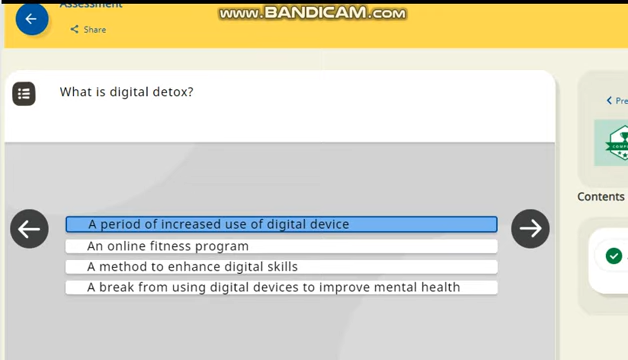 Assessment
www.BANDICAM.com
Share
What is digital detox?
Contents
A period of increased use of digital device
An online fitness program
A method to enhance digital skills
A break from using digital devices to improve mental health